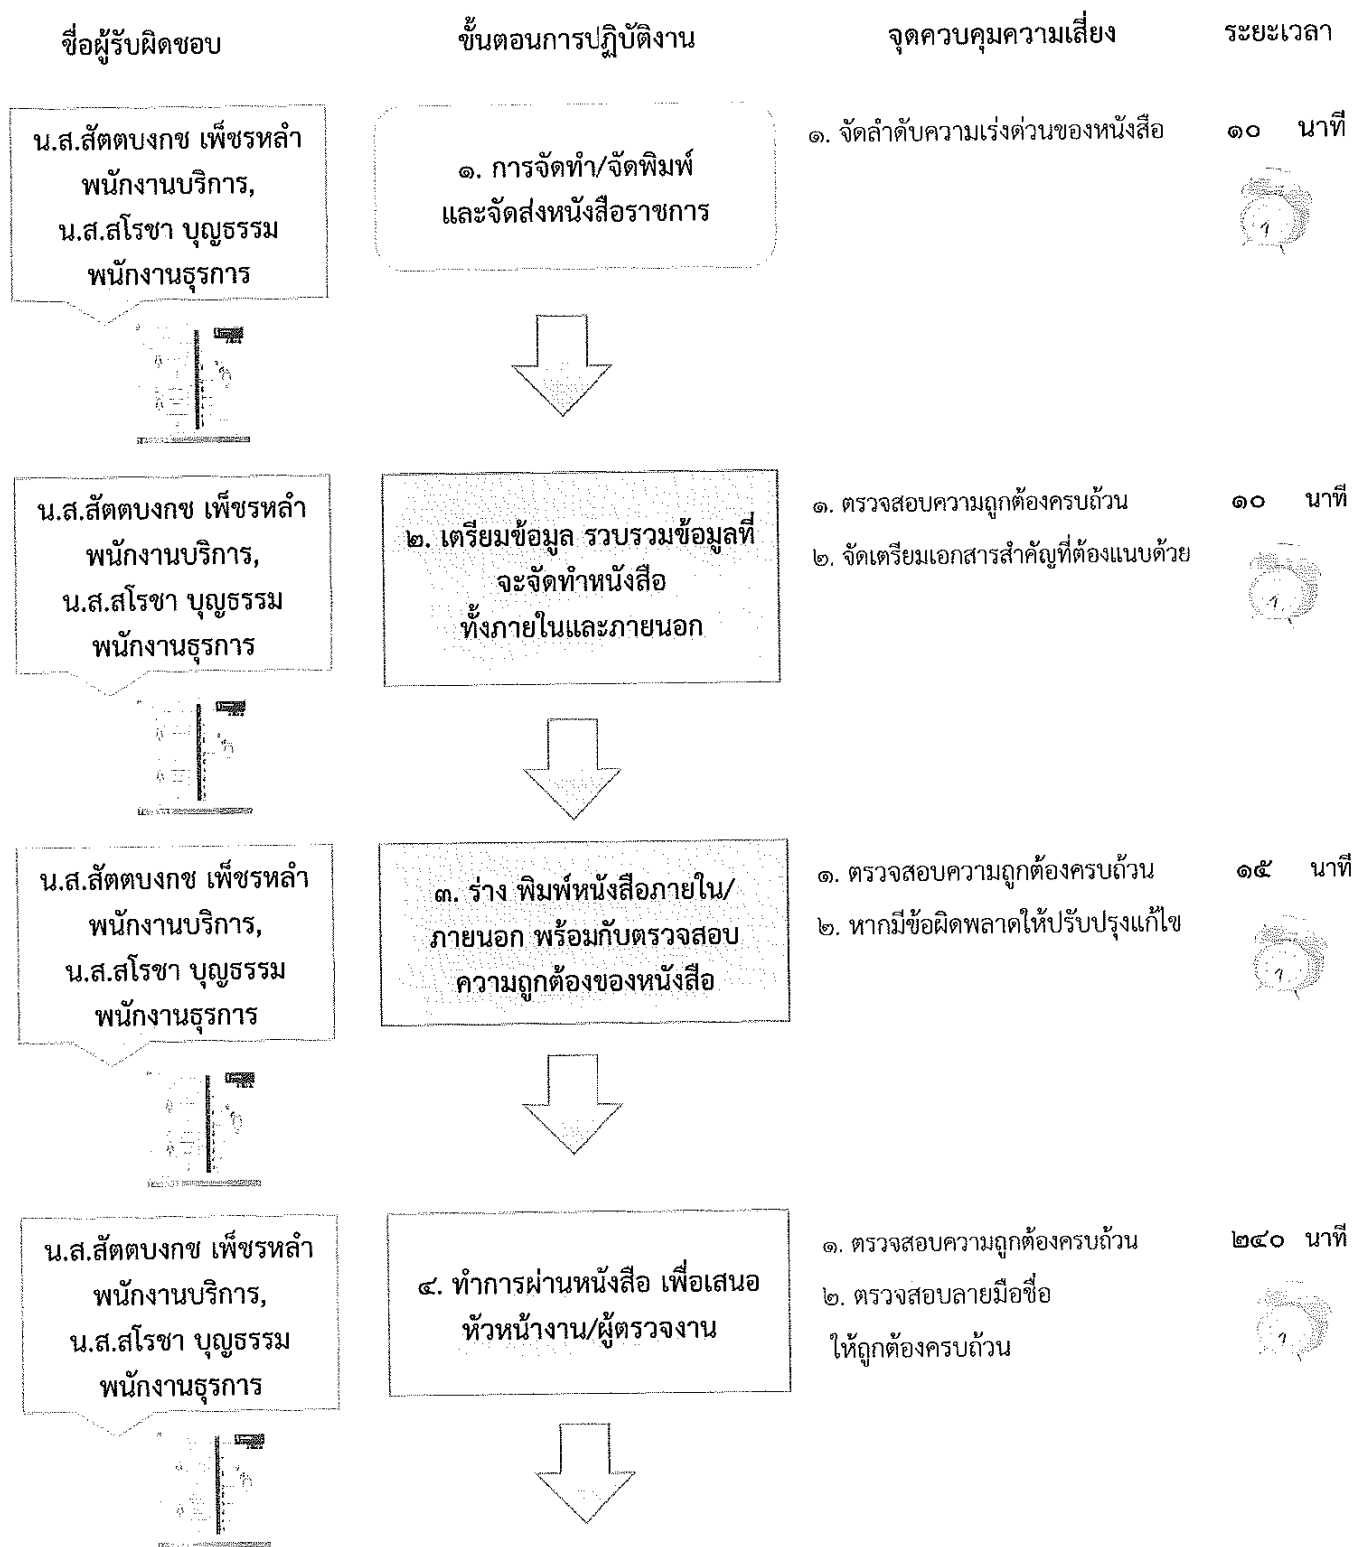 ชื่อผู้รับผิดชอบ
ขั้นตอนการปฏิบัติงาน
จุดควบคุมความเสี่ยง
ระยะเวลา
น.ส.สัตตบงกช เพ็ชรหลำ
พนักงานบริการ,
น.ส.สโรชา บุญธรรม
พนักงานธุรการ
๑. การจัดทำ/จัดพิมพ์
และจัดส่งหนังสือราชการ
๑. จัดลำดับความเร่งด่วนของหนังสือ
๑๐ นาที
น.ส.สัตตบงกช เพ็ชรหลำ
พนักงานบริการ,
น.ส.สโรชา บุญธรรม
พนักงานธุรการ
๒. เตรียมข้อมูล รวบรวมข้อมูลที่
จะจัดทำหนังสือ
ทั้งภายในและภายนอก
๑. ตรวจสอบความถูกต้องครบถ้วน
๒. จัดเตรียมเอกสารสำคัญที่ต้องแนบด้วย
๑๐ นาที
น.ส.สัตตบงกช เพ็ชรหลำ
พนักงานบริการ,
น.ส.สโรชา บุญธรรม
พนักงานธุรการ
๓. ร่าง พิมพ์หนังสือภายใน/
ภายนอก พร้อมกับตรวจสอบ
ความถูกต้องของหนังสือ
๑. ตรวจสอบความถูกต้องครบถ้วน
๒. หากมีข้อผิดพลาดให้ปรับปรุงแก้ไข
๑๕ นาที
น.ส.สัตตบงกช เพ็ชรหลำ
พนักงานบริการ,
น.ส.สโรชา บุญธรรม
พนักงานธุรการ
๔. ทำการผ่านหนังสือ เพื่อเสนอ
หัวหน้างาน/ผู้ตรวจงาน
๑. ตรวจสอบความถูกต้องครบถ้วน
๒. ตรวจสอบลายมือชื่อ
ให้ถูกต้องครบถ้วน
๒๔๐ นาที